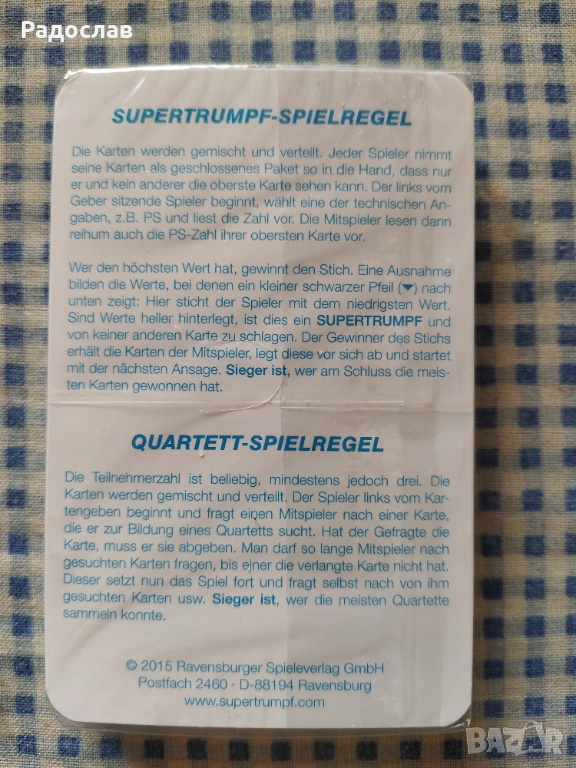 Радослав
SUPERTRUMPF-SPIELREGEL
Die Karten werden gemischt und verteilt. Jeder Spieler nimmt
seine Karten als geschlossenes Paket so in die Hand, dass nur
er und kein anderer die oberste Karte sehen kann. Der links vom
Geber sitzende Spieler beginnt, wählt eine der technischen An-
gaben, z.B. PS und liest die Zahl vor. Die Mitspieler lesen dann
reihum auch die PS-Zahl ihrer obersten Karte vor.
Wer den höchsten Wert hat, gewinnt den Stich. Eine Ausnahme
bilden die Werte, bei denen ein kleiner schwarzer Pfeil (▼) nach
unten zeigt: Hier sticht der Spieler mit dem niedrigsten Wert.
Sind Werte heller hinterlegt, ist dies ein SUPERTRUMPF und
von keiner anderen Karte zu schlagen. Der Gewinner des Stichs
erhält die Karten der Mitspieler, legt diese vor sich ab und startet
mit der nächsten Ansage. Sieger ist, wer am Schluss die meis-
ten Karten gewonnen hat.
QUARTETT-SPIELREGEL
Die Teilnehmerzahl ist beliebig, mindestens jedoch drei. Die
Karten werden gemischt und verteilt. Der Spieler links vom Kar-
tengeben beginnt und fragt einen Mitspieler nach einer Karte,
die er zur Bildung eines Quartetts sucht. Hat der Gefragte die
Karte, muss er sie abgeben. Man darf so lange Mitspieler nach
gesuchten Karten fragen, bis einer die verlangte Karte nicht hat.
Dieser setzt nun das Spiel fort und fragt selbst nach von ihm
gesuchten Karten usw. Sieger ist, wer die meisten Quartette
sammeln konnte.
© 2015 Ravensburger Spieleverlag GmbH
Postfach 2460 · D-88194 Ravensburg
www.supertrumpf.com
BAZAR